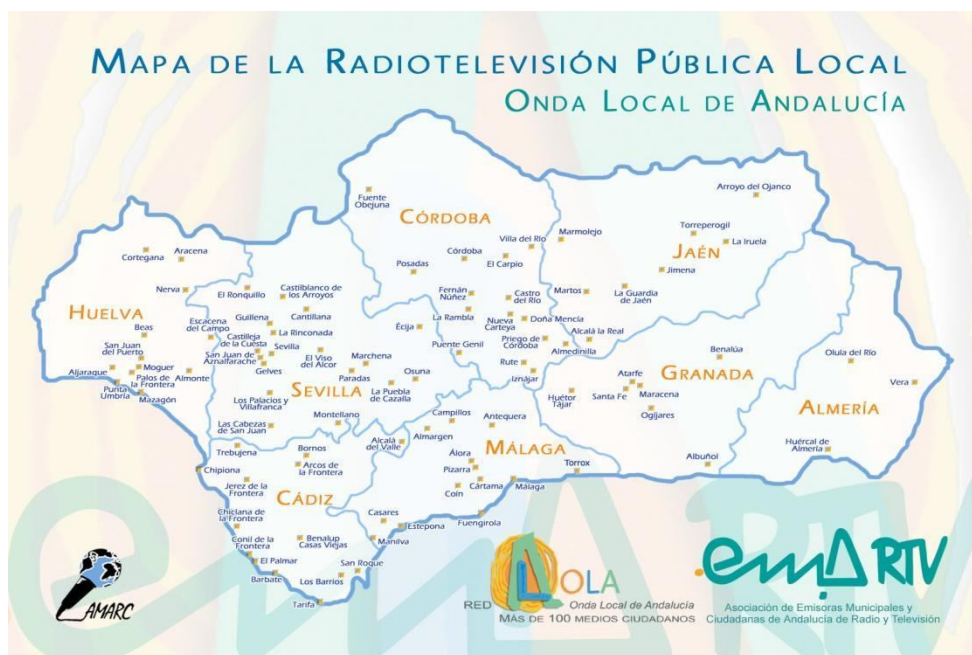 MAPA DE LA RADIOTELEVISIÓN PÚBLICA LOCAL
ONDA LOCAL DE ANDALUCÍA
Arroyo del Ojanco
Fuente
Obejuna
CÓRDOBA
Torreperogil
Villa del Río
Marmolejo
La Iruela
JAÉN
Aracena
Cortegana
Córdoba
El Carpio
Posadas
Jimena
Nerva
El Ronquillo
Castilblanco de
los Arroyos
Fernán
Núñez
Castro
del Río
Martos
La Guardia
de Jaén
HUELVA
Escacena
del Campo
Guillena
Cantillana
La Rambla
Nueva
Carteya
Doña Mencía
Beas
Castilleja
de la Cuesta
La Rinconada
Écija
Alcalá la Real
San Juan
del Puerto
San Juan de
Aznalfarache
Sevilla
El Viso
del Alcor
Marchena
Puente Genil
Priego de
Córdoba
Almedinilla
Benalúa
Olula del Río
Aljaraque
Moguer
Palos de
la Frontera
Almonte
Gelves
Paradas
Osuna
Rute
Iznájar
Atarfe
GRANADA
Vera
Punta
Umbría
Mazagón
Los Palacios y
Villafranca
SEVILLA
La Puebla
de Cazalla
Huétor
Tájar
Santa Fe
Maracena
Ogíjares
ALMERÍA
Las Cabezas
de San Juan
Montellano
Campillos
Antequera
Trebujena
Bornos
Alcalá
del Valle
Almargen
MÁLAGA
Huércal de
Almería
Chipiona
Arcos de
la Frontera
Álora
Pizarra
Torrox
Albuñol
Jerez de la
Frontera
CÁDIZ
Coín
Cártama
Málaga
Chiclana de
la Frontera
Casares
Estepona
Fuengirola
Conil de la
Frontera
Benalup
Casas Viejas
Manilva
El Palmar
Barbate
Los Barrios
San Roque
Tarifa
AMARC
RED
OLA
Onda Local de Andalucía
MÁS DE 100 MEDIOS CIUDADANOS
emARTV
Asociación de Emisoras Municipales y
Ciudadanas de Andalucía de Radio y Televisión
emARTV